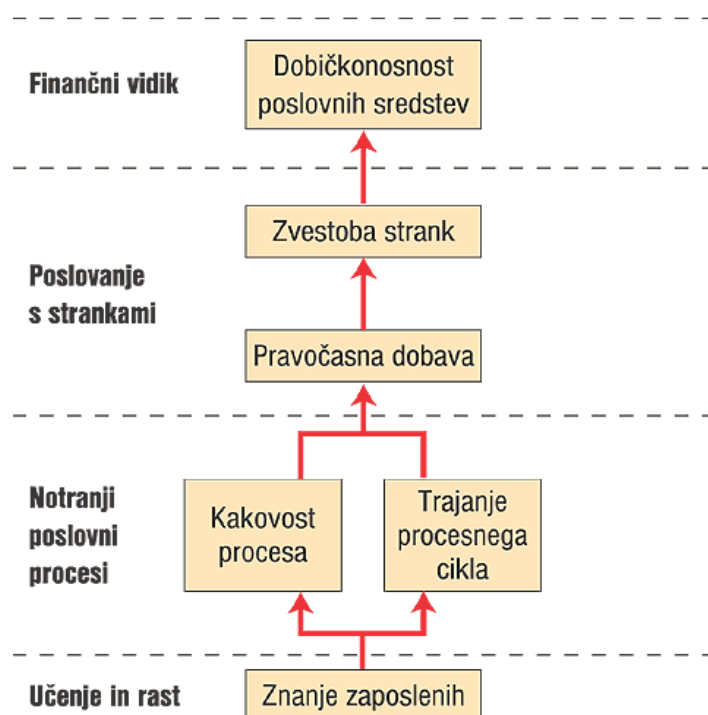 Finančni vidik
Dobičkonosnost
poslovnih sredstev
Poslovanje
s strankami
Zvestoba strank
Pravočasna dobava
Notranji
poslovni
procesi
Kakovost
procesa
Trajanje
procesnega
cikla
Učenje in rast
Znanje zaposlenih